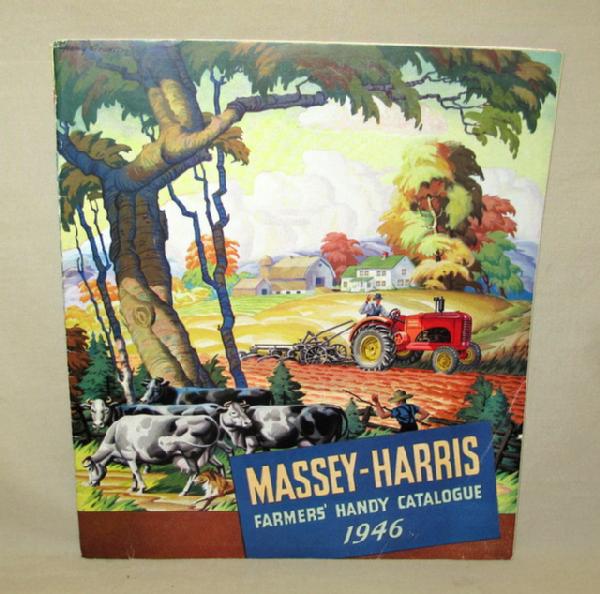 MASSEY-HARRIS
FARMERS' HANDY CATALOGUE
1946